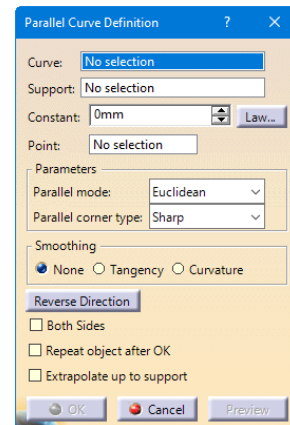 Parallel Curve Definition ? ×
Curve: No selection
Support: No selection
Constant: 0mm Law...
Point: No selection
Parameters
Parallel mode: Euclidean
Parallel corner type: Sharp
Smoothing
None Tangency Curvature
Reverse Direction
Both Sides
Repeat object after OK
Extrapolate up to support
OK Cancel Preview